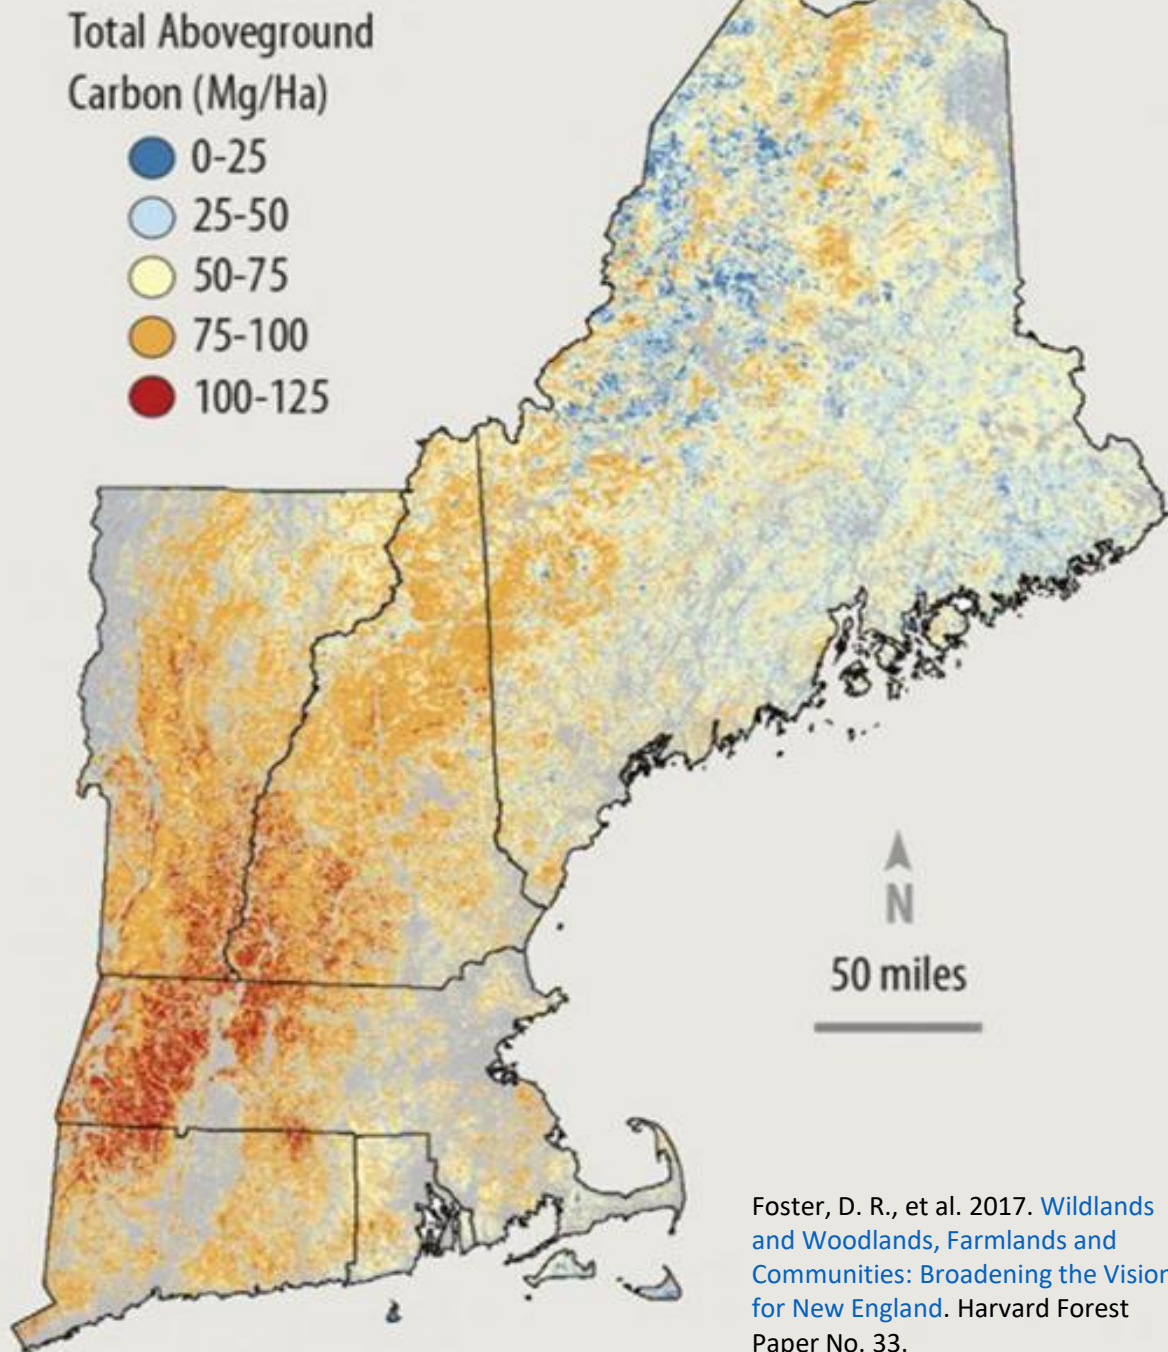 Total Aboveground
Carbon (Mg/Ha)
0-25
25-50
50-75
75-100
100-125
N
50 miles
Foster, D. R., et al. 2017. Wildlands
and Woodlands, Farmlands and
Communities: Broadening the Vision
for New England. Harvard Forest
Paper No. 33.